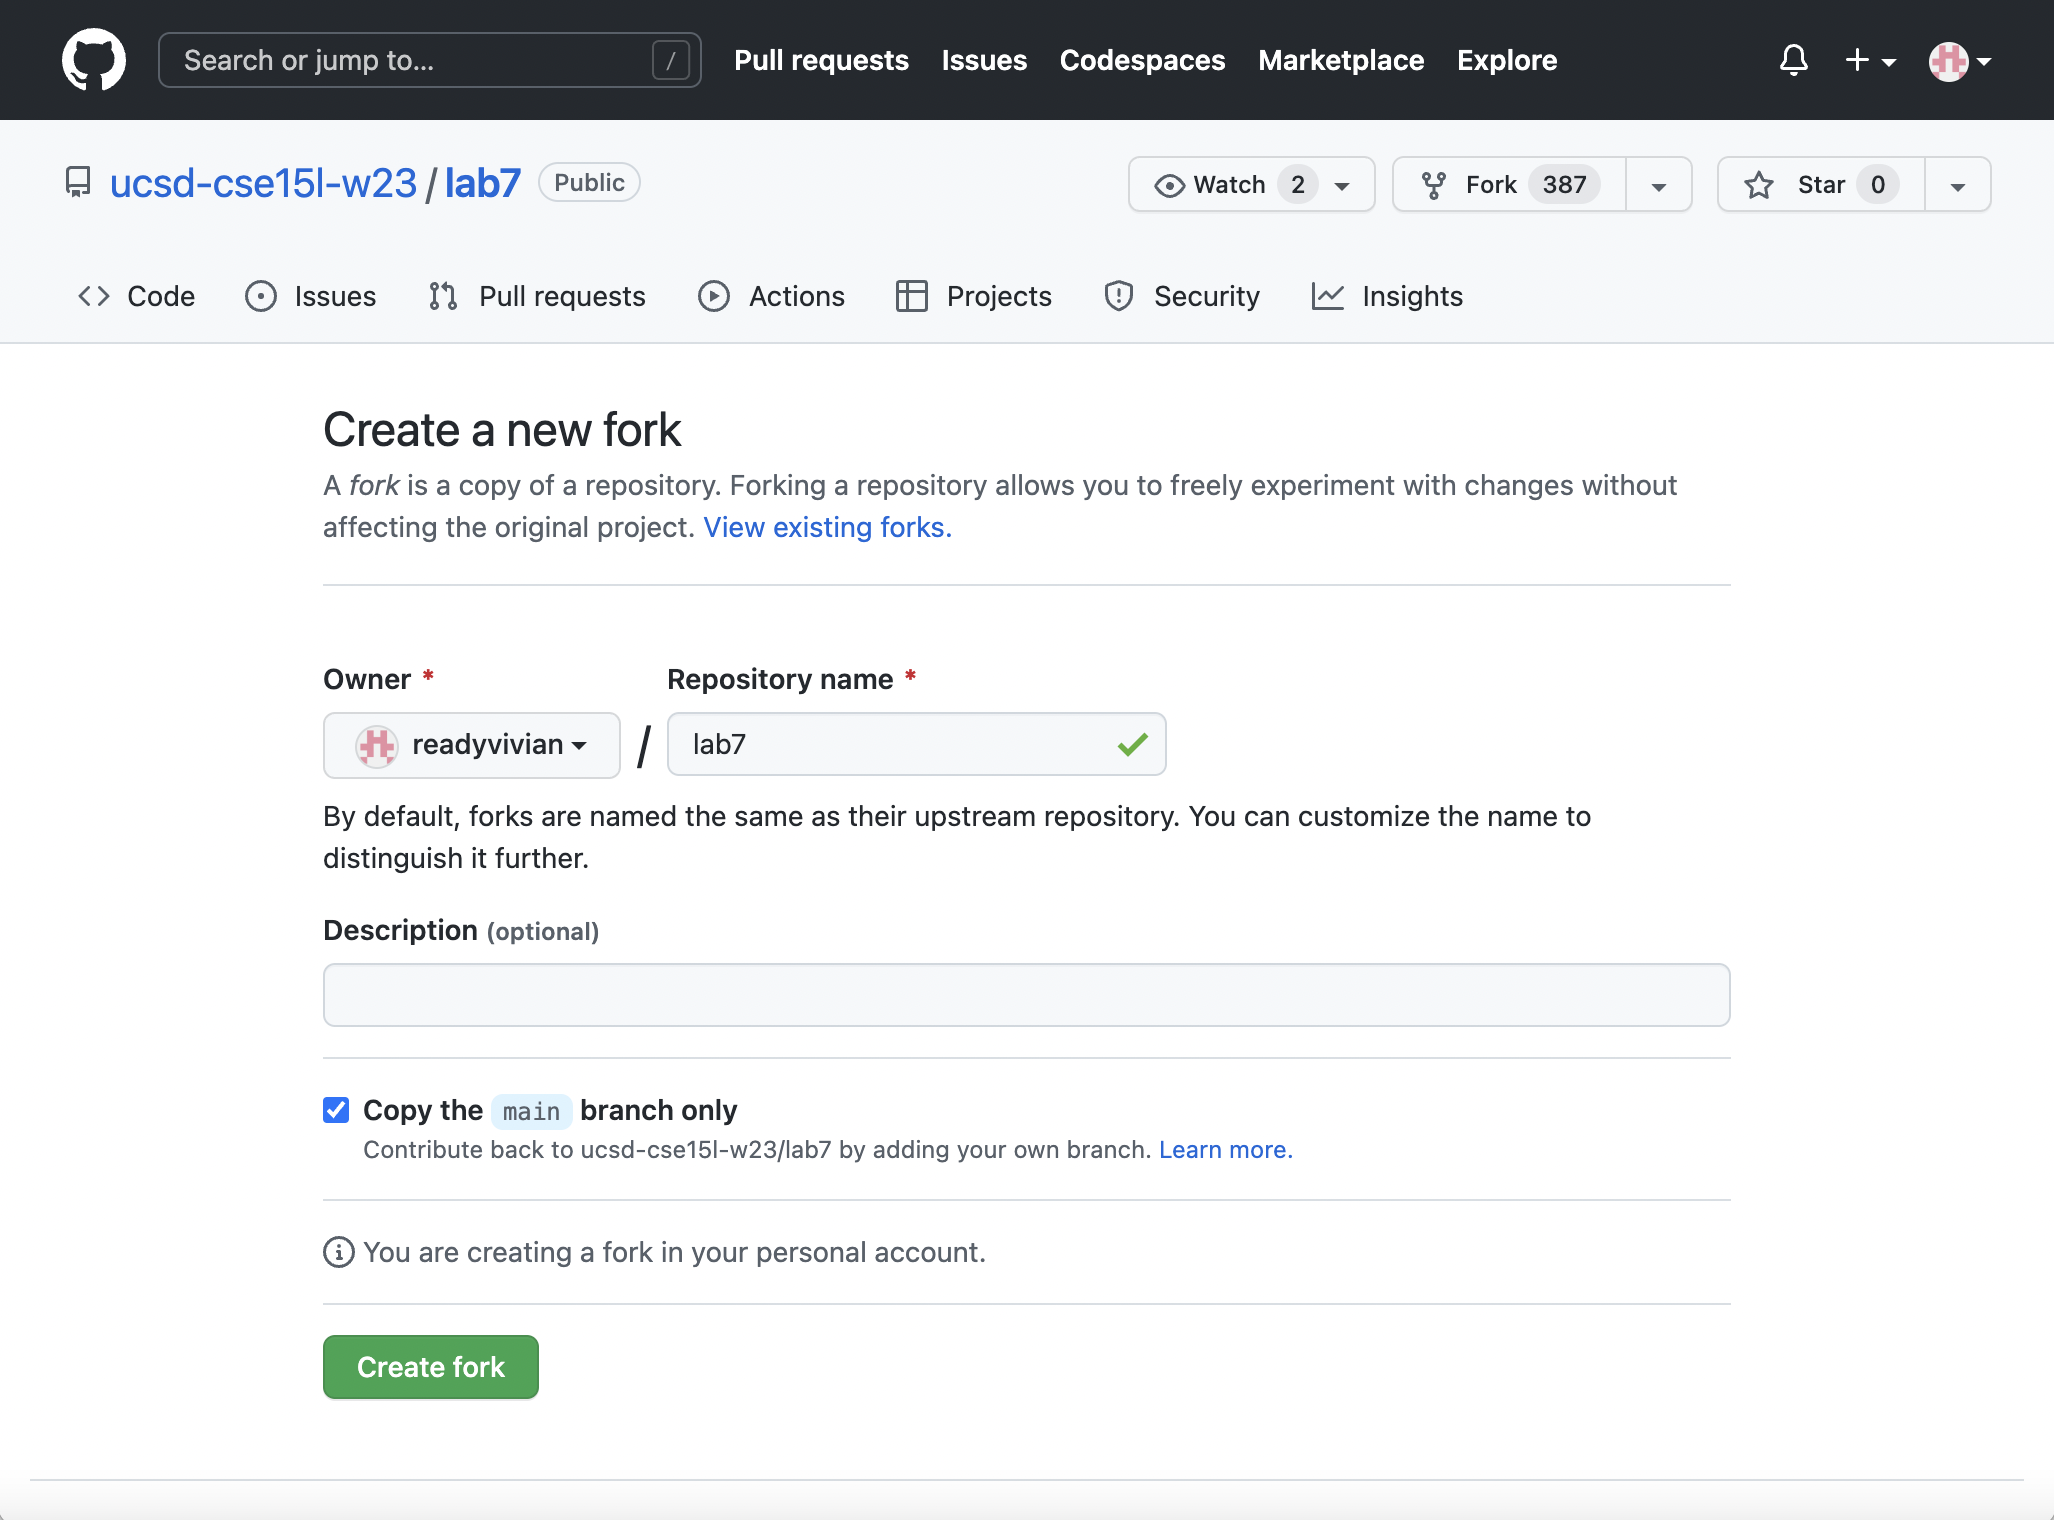 Search or jump to... /
Pull requests Issues Codespaces Marketplace Explore
ucsd-cse15l-w23 / lab7 Public
Watch 2 Fork 387 Star 0
Code Issues Pull requests Actions Projects Security Insights
Create a new fork
A fork is a copy of a repository. Forking a repository allows you to freely experiment with changes without
affecting the original project. View existing forks.
Owner * Repository name *
readyvivian / lab7
By default, forks are named the same as their upstream repository. You can customize the name to
distinguish it further.
Description (optional)
Copy the main branch only
Contribute back to ucsd-cse15l-w23/lab7 by adding your own branch. Learn more.
You are creating a fork in your personal account.
Create fork